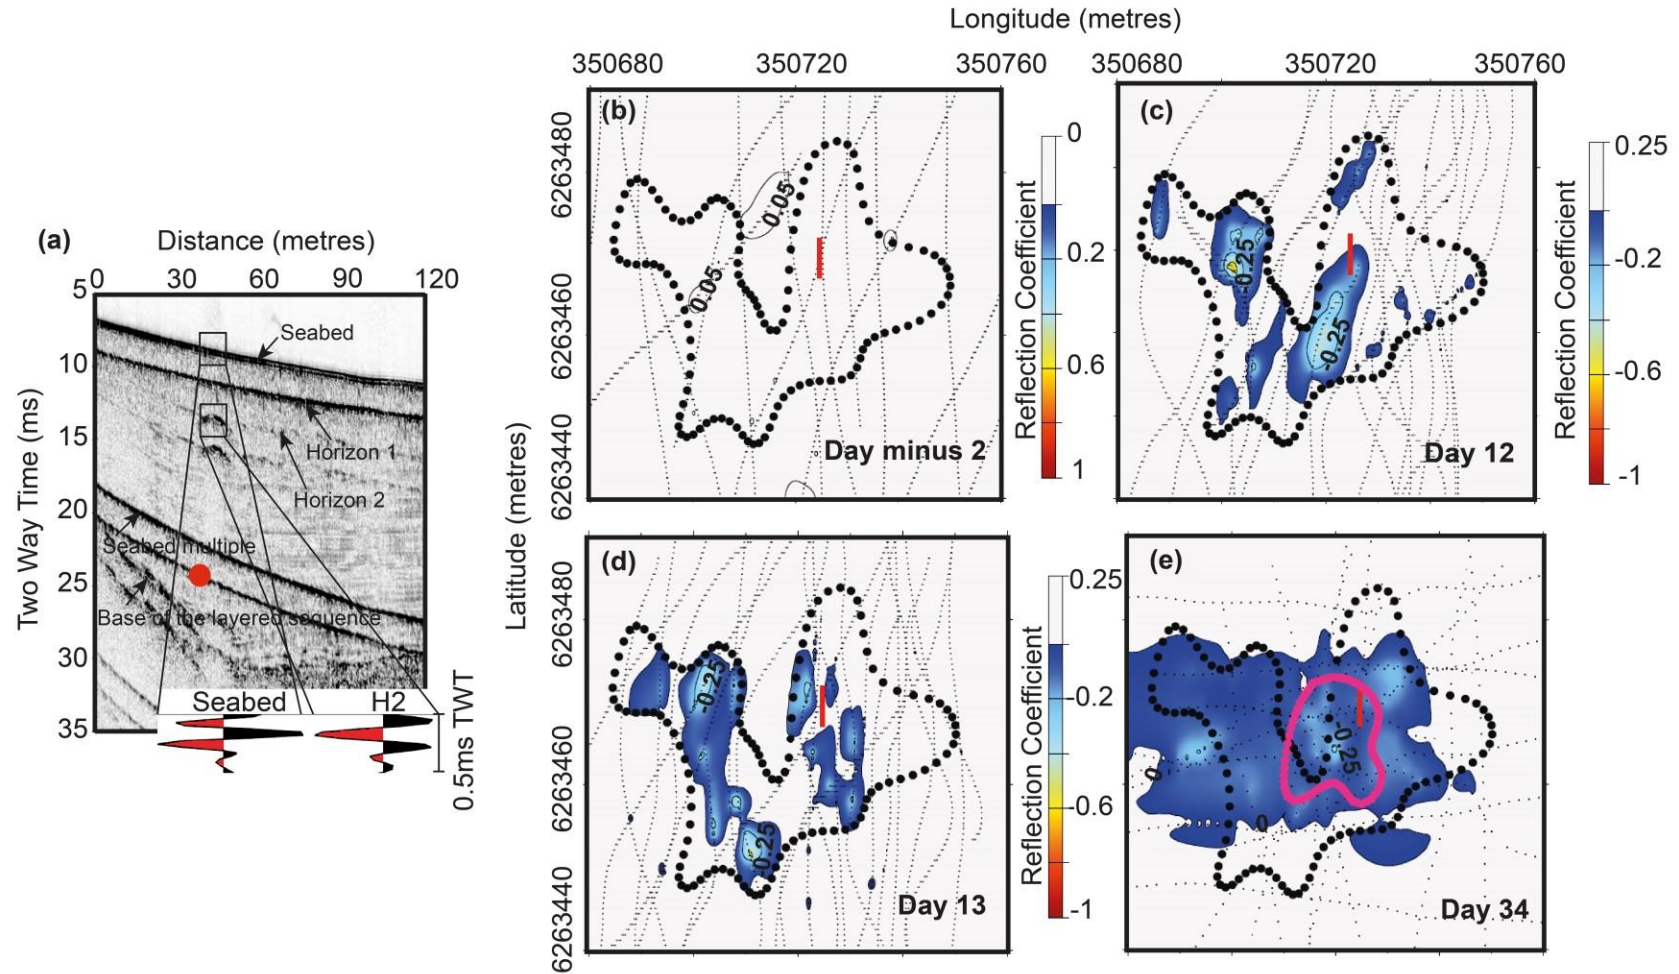 Longitude (metres)
350680 350720 350760
350680 350720 350760
(a)
Distance (metres)
0 30 60 90 120
Two Way Time (ms)
5
10
15
20
25
30
35
Seabed
Horizon 1
Horizon 2
Seabed multiple
Base of the layered sequence
Seabed H2
0.5ms TWT
Latitude (metres)
(b)
6263480
6263460
6263440
0.05
0.05
Day minus 2
Reflection Coefficient
0
0.2
0.6
1
(c)
-0.25
-0.25
Day 12
Reflection Coefficient
0.25
-0.2
-0.6
-1
(d)
6263480
6263460
6263440
-0.25
-0.25
Day 13
Reflection Coefficient
0.25
-0.2
-0.6
-1
(e)
-0.25
0
0
Day 34